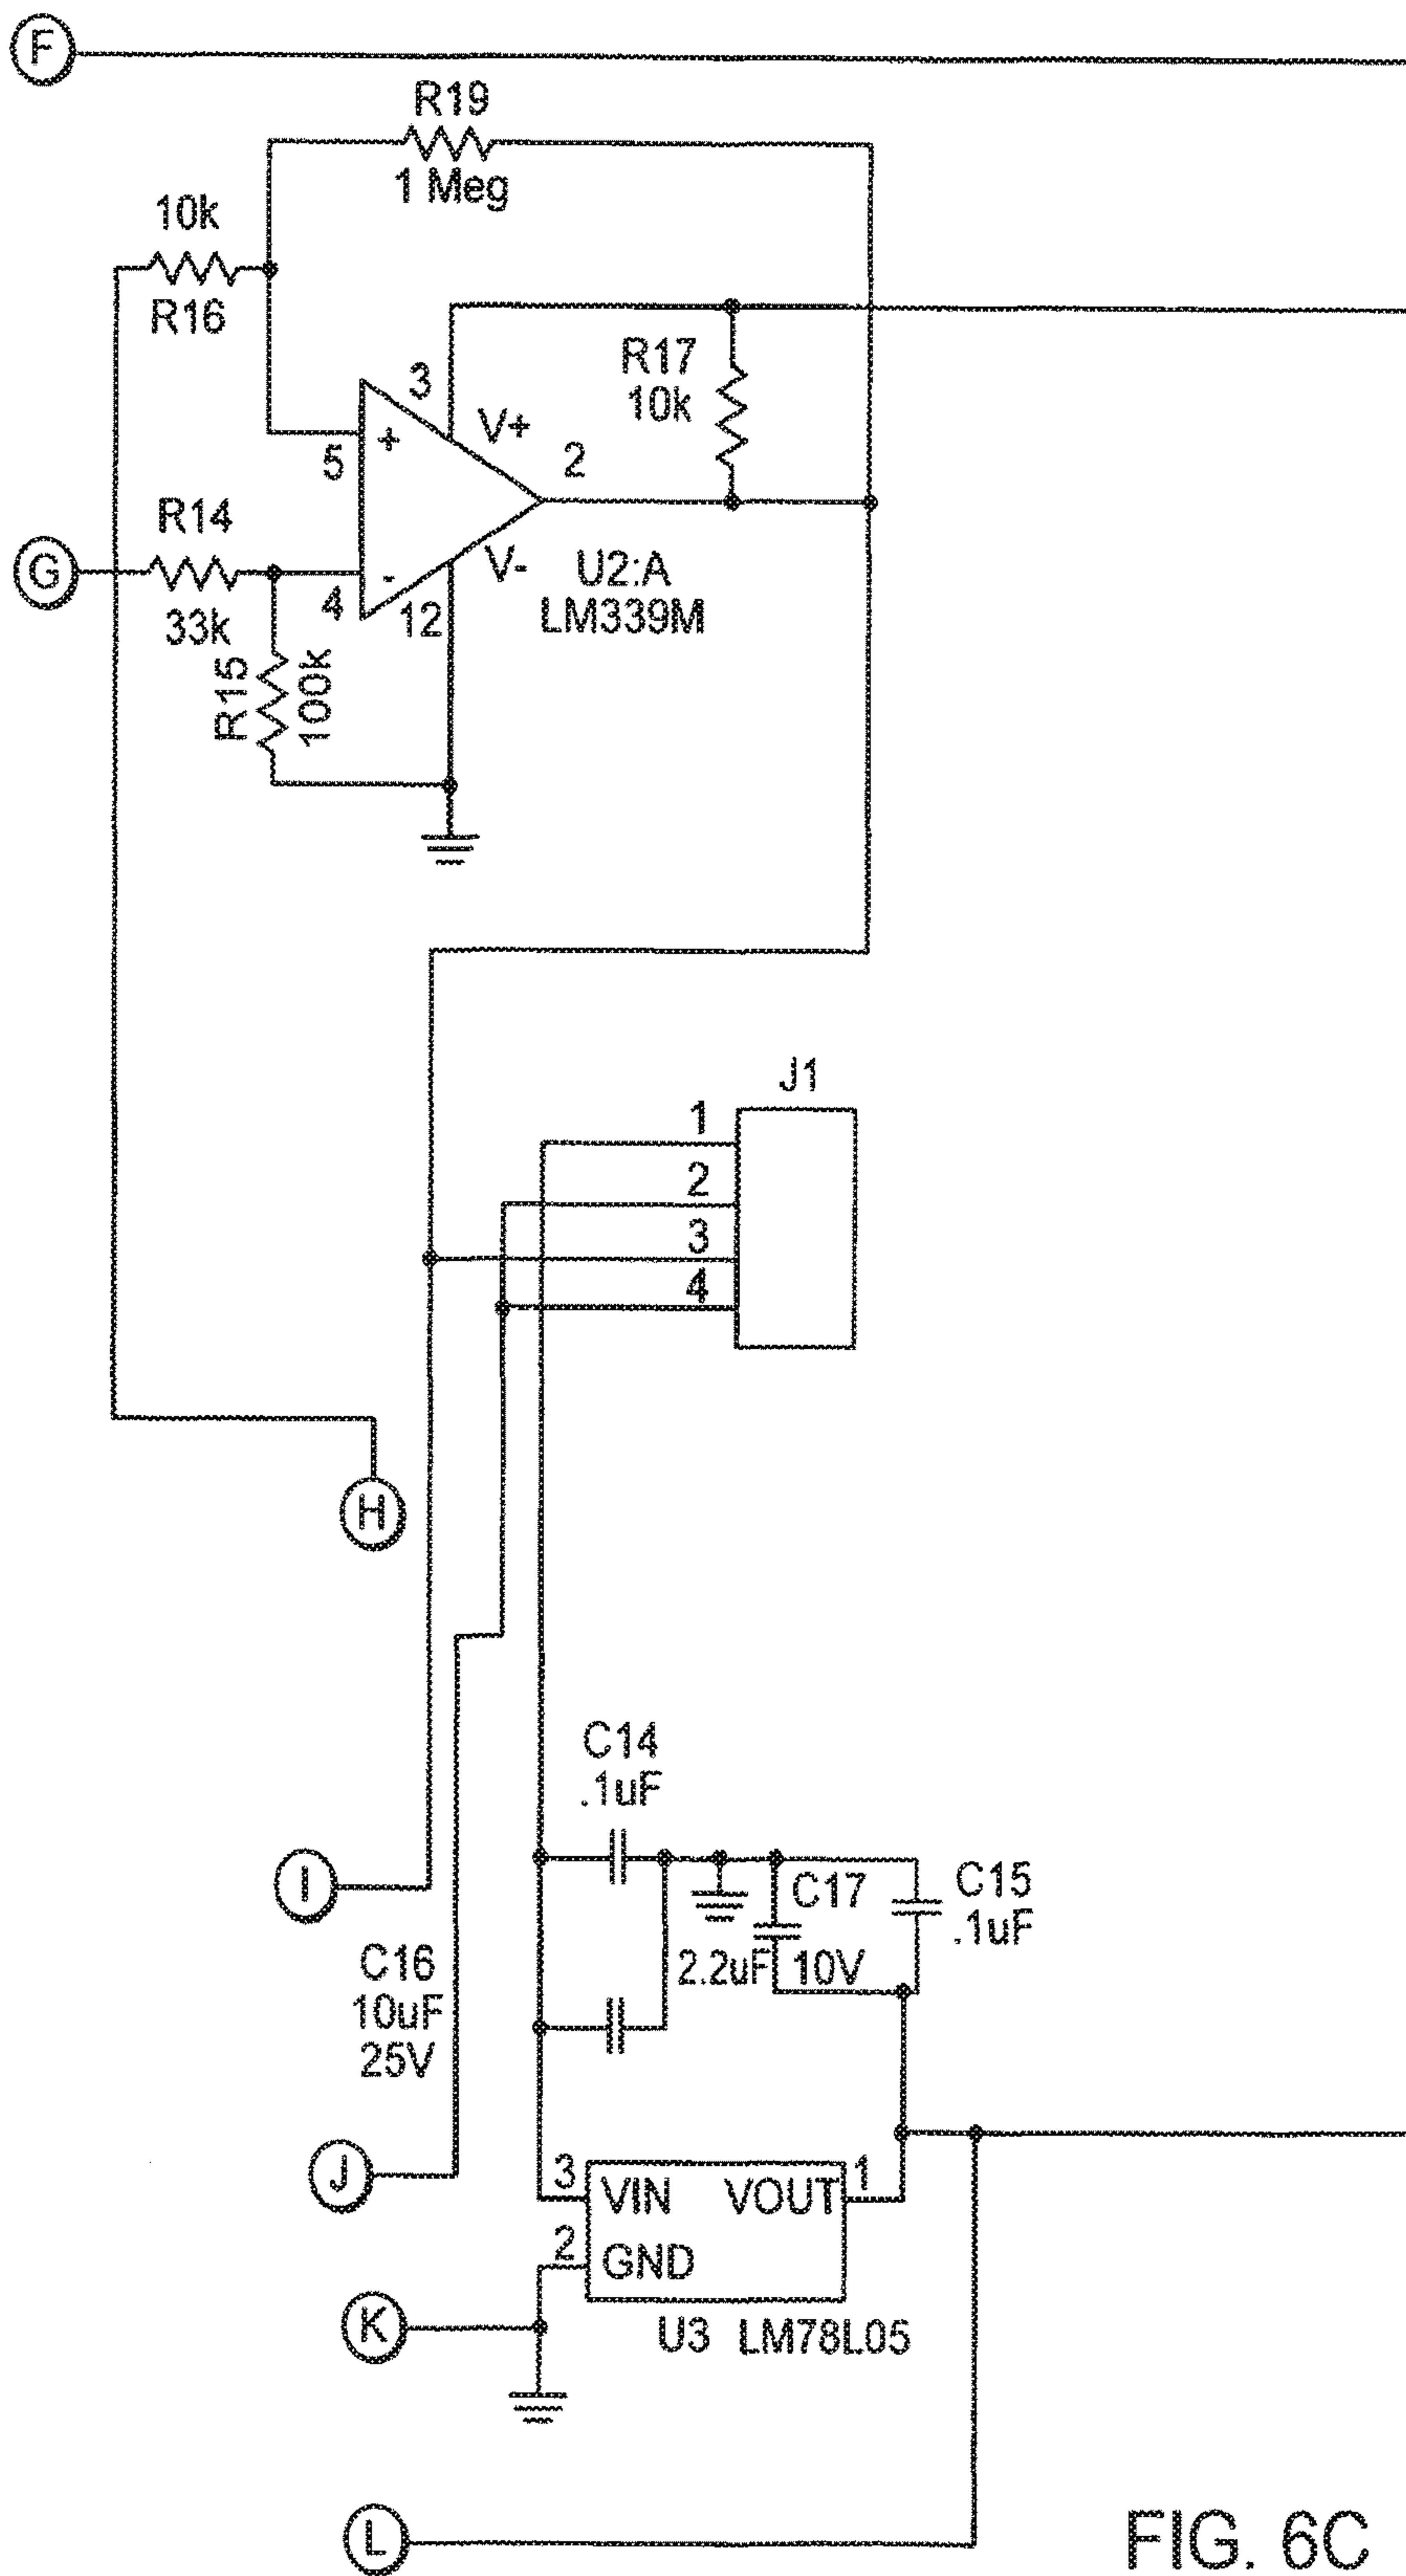 F
R19
1 Meg
10k
R16
R17
10k
3
V+
+
5
2
R14
G
-
4
33k
12
V-
U2:A
LM339M
R15
100k
J1
1
2
3
4
H
C14
.1uF
I
C17
2.2uF 10V
C15
.1uF
C16
10uF
25V
J
3
VIN VOUT
1
2
GND
K
U3 LM78L05
L
FIG. 6C